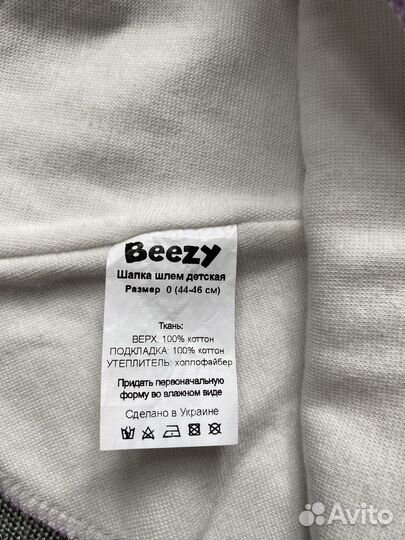 Beezy
Шапка шлем детская
Размер 0 (44-46 см)
Ткань:
ВЕРХ: 100% коттон
ПОДКЛАДКА: 100% коттон
УТЕПЛИТЕЛЬ: холлофайбер
Придать первоначальную
форму во влажном виде
Сделано в Украине
Avito